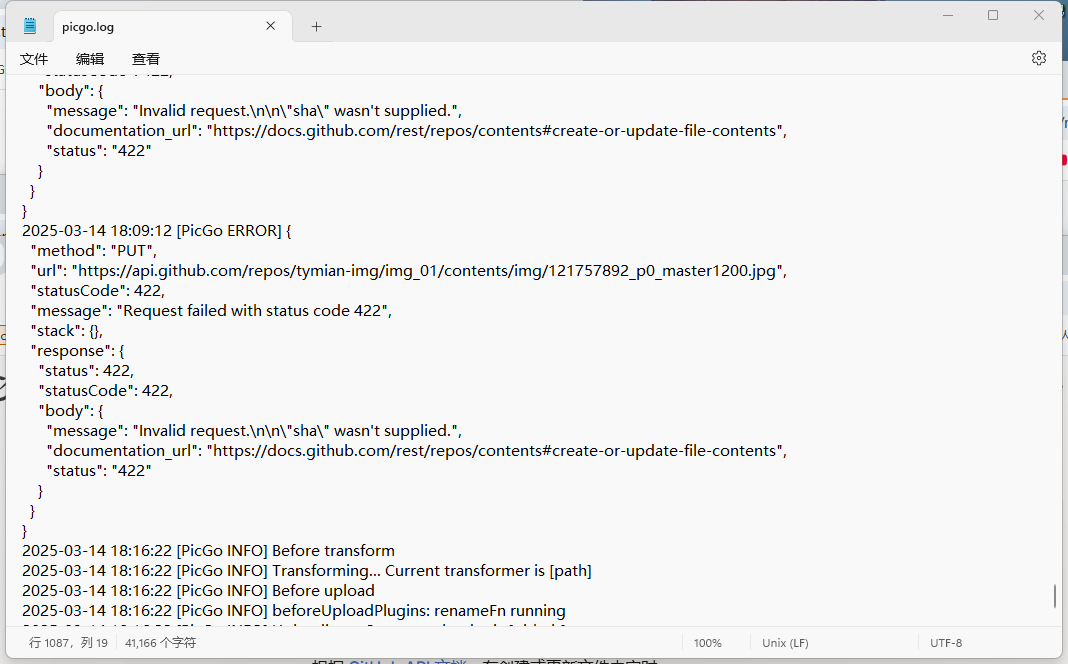 picgo.log
文件 编辑 查看
"body": {
"message": "Invalid request.\n\n\"sha\" wasn't supplied.",
"documentation_url": "https://docs.github.com/rest/repos/contents#create-or-update-file-contents",
"status": "422"
}
}
}
2025-03-14 18:09:12 [PicGo ERROR] {
"method": "PUT",
"url": "https://api.github.com/repos/tymian-img/img_01/contents/img/121757892_p0_master1200.jpg",
"statusCode": 422,
"message": "Request failed with status code 422",
"stack": {},
"response": {
"status": 422,
"statusCode": 422,
"body": {
"message": "Invalid request.\n\n\"sha\" wasn't supplied.",
"documentation_url": "https://docs.github.com/rest/repos/contents#create-or-update-file-contents",
"status": "422"
}
}
}
2025-03-14 18:16:22 [PicGo INFO] Before transform
2025-03-14 18:16:22 [PicGo INFO] Transforming... Current transformer is [path]
2025-03-14 18:16:22 [PicGo INFO] Before upload
2025-03-14 18:16:22 [PicGo INFO] beforeUploadPlugins: renameFn running
行 1087，列 19 41,166 个字符 100% Unix (LF) UTF-8